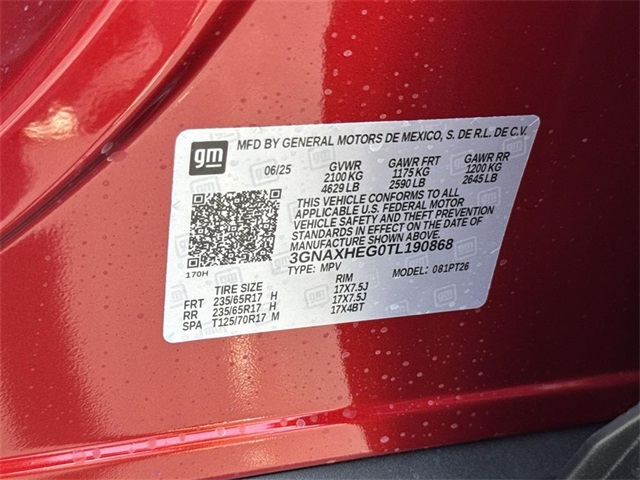 gm
MFD BY GENERAL MOTORS DE MEXICO, S. DE R.L. DE C.V.
06/25 GVWR GAWR FRT GAWR RR
2100 KG 1175 KG 1200 KG
4629 LB 2590 LB 2645 LB
THIS VEHICLE CONFORMS TO ALL
APPLICABLE U.S. FEDERAL MOTOR
VEHICLE SAFETY AND THEFT PREVENTION
STANDARDS IN EFFECT ON THE DATE OF
MANUFACTURE SHOWN ABOVE.
3GNAXHEG0TL190868
170H TYPE: MPV MODEL: 081PT26
TIRE SIZE RIM
FRT 235/65R17 H 17X7.5J
RR 235/65R17 H 17X7.5J
SPA T125/70R17 M 17X4BT